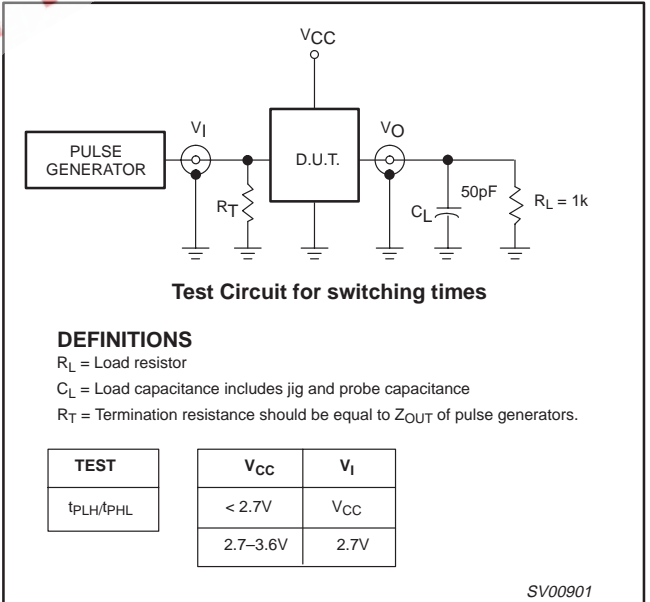 VCC
VI
VO
PULSE GENERATOR
D.U.T.
RT
50pF
CL
RL = 1k
Test Circuit for switching times
DEFINITIONS
RL = Load resistor
CL = Load capacitance includes jig and probe capacitance
RT = Termination resistance should be equal to ZOUT of pulse generators.
TEST
tPLH/tPHL
VCC VI
< 2.7V VCC
2.7–3.6V 2.7V
SV00901